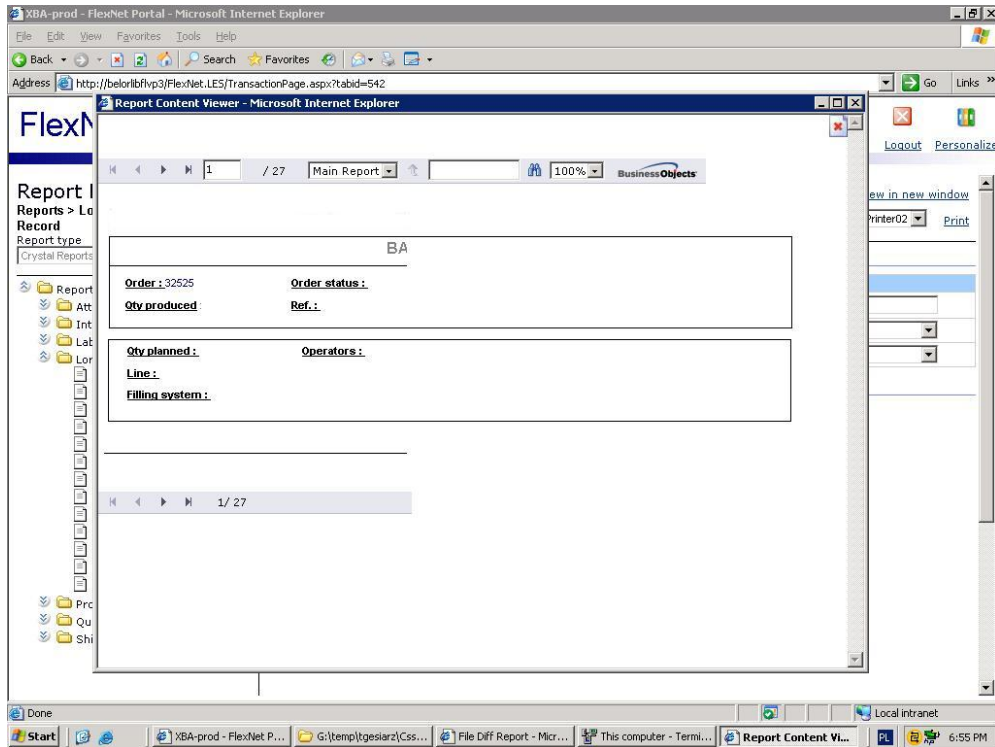 XBA-prod - FlexNet Portal - Microsoft Internet Explorer
File Edit View Favorites Tools Help
Back Search Favorites
Address http://belorlibflvp3/FlexNet.LES/TransactionPage.aspx?tabid=542 Go Links »
Report Content Viewer - Microsoft Internet Explorer
FlexN
Logout Personalize
1 / 27 Main Report 100% BusinessObjects
Report
Reports > Lo
Record
Report type
Crystal Reports
ew in new window
Printer02 Print
BA
Order : 32525 Order status :
Qty produced : Ref. :
Qty planned : Operators :
Line :
Filling system :
Report
Att
Int
Lab
Lor
1/ 27
Pro
Qu
Shi
Done Local intranet
Start XBA-prod - FlexNet P... G:\temp\tgesiarz\Css... File Diff Report - Micr... This computer - Termi... Report Content Vi... PL 6:55 PM